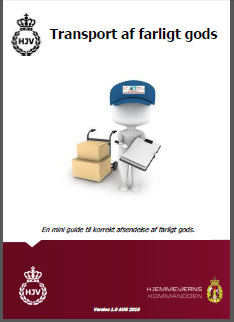 HJV
Transport af farligt gods
En mini guide til korrekt afsendelse af farligt gods.
HJV
HJEMMEVÆRNS
KOMMANDOEN
Version 1.0 AUG 2016